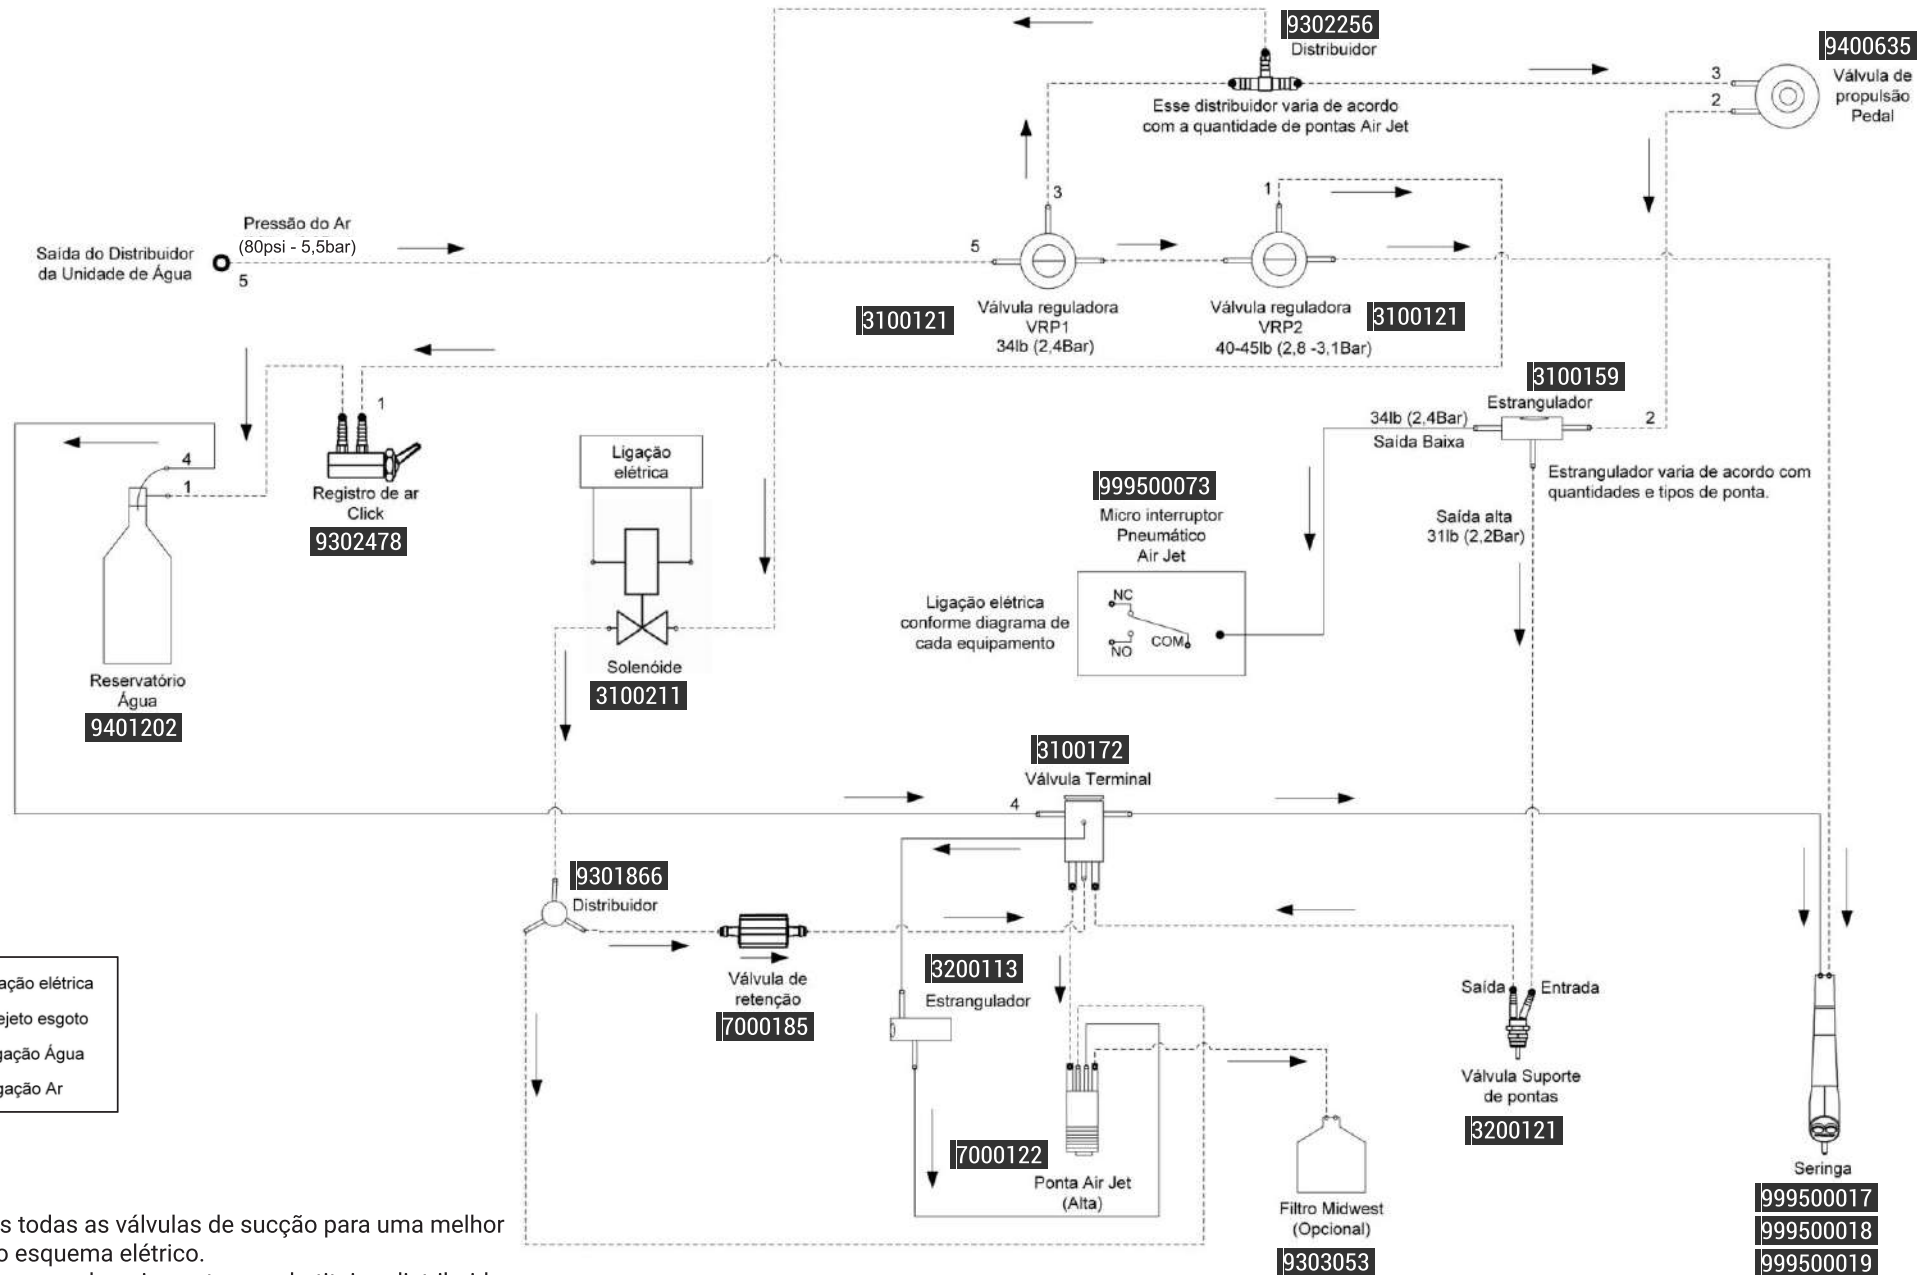 9302256
Distribuidor
Esse distribuidor varia de acordo
com a quantidade de pontas Air Jet
9400635
Válvula de
propulsão
Pedal
3
2
Saída do Distribuidor
da Unidade de Água
Pressão do Ar
(80psi - 5,5bar)
5
5
3
3100121
Válvula reguladora
VRP1
34lb (2,4Bar)
1
Válvula reguladora
VRP2
40-45lb (2,8 -3,1Bar)
3100121
3100159
Estrangulador
34lb (2,4Bar)
Saída Baixa
2
Estrangulador varia de acordo com
quantidades e tipos de ponta.
Saída alta
31lb (2,2Bar)
1
Registro de ar
Click
9302478
4
1
Reservatório
Água
9401202
Ligação
elétrica
Solenóide
3100211
999500073
Micro interruptor
Pneumático
Air Jet
Ligação elétrica
conforme diagrama de
cada equipamento
NC
NO
COM
3100172
Válvula Terminal
4
9301866
Distribuidor
Válvula de
retenção
7000185
3200113
Estrangulador
7000122
Ponta Air Jet
(Alta)
Filtro Midwest
(Opcional)
9303053
Saída
Entrada
Válvula Suporte
de pontas
3200121
Seringa
999500017
999500018
999500019
ação elétrica
ejeto esgoto
gação Água
gação Ar
s todas as válvulas de sucção para uma melhor
o esquema elétrico.